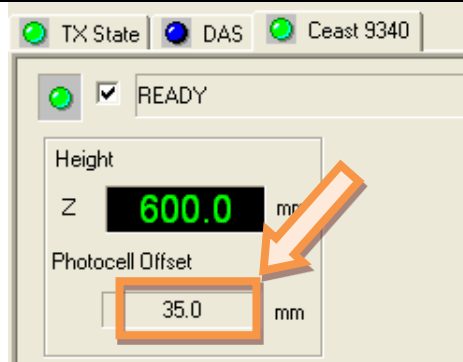 TX State DAS Ceast 9340
READY
Height
Z 600.0 mm
Photocell Offset
35.0 mm